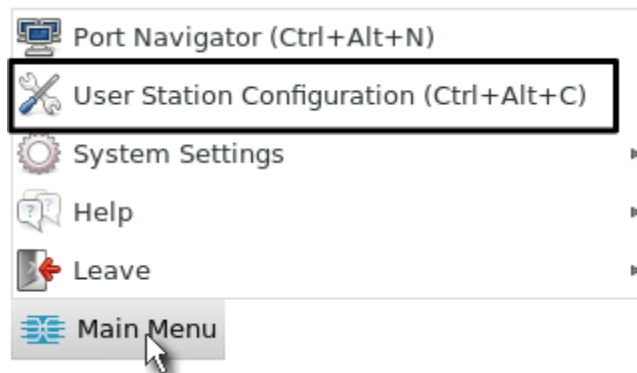 Port Navigator (Ctrl+Alt+N)
User Station Configuration (Ctrl+Alt+C)
System Settings
Help
Leave
Main Menu